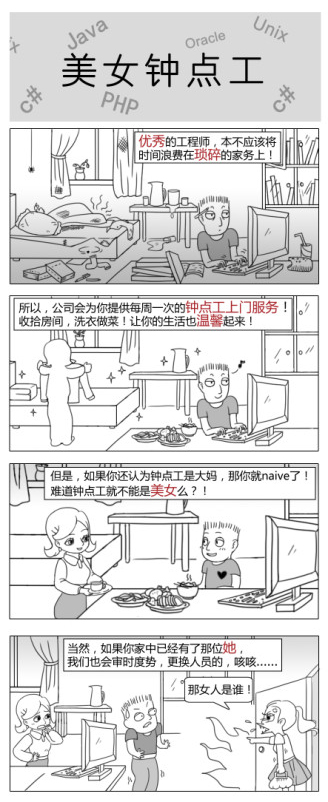 Java
Oracle
Unix
美女钟点工
C#
PHP
C#
优秀的工程师，本不应该将
时间浪费在琐碎的家务上！
所以，公司会为你提供每周一次的钟点工上门服务！
收拾房间，洗衣做菜！让你的生活也温馨起来！
但是，如果你还认为钟点工是大妈，那你就naive了！
难道钟点工就不能是美女么？！
当然，如果你家中已经有了那位她，
我们也会审时度势，更换人员的，咳咳……
那女人是谁！